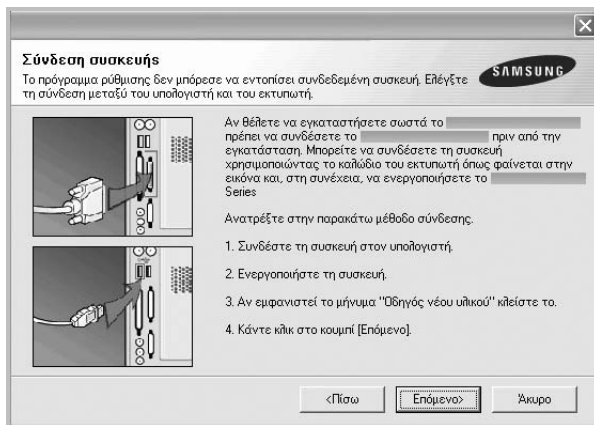 Σύνδεση συσκευής
Το πρόγραμμα ρύθμισης δεν μπόρεσε να εντοπίσει συνδεδεμένη συσκευή. Ελέγξτε
τη σύνδεση μεταξύ του υπολογιστή και του εκτυπωτή.
SAMSUNG
Αν θέλετε να εγκαταστήσετε σωστά το
πρέπει να συνδέσετε το πριν από την
εγκατάσταση. Μπορείτε να συνδέσετε τη συσκευή
χρησιμοποιώντας το καλώδιο του εκτυπωτή όπως φαίνεται στην
εικόνα και, στη συνέχεια, να ενεργοποιήσετε το
Series
Ανατρέξτε στην παρακάτω μέθοδο σύνδεσης.
1. Συνδέστε τη συσκευή στον υπολογιστή.
2. Ενεργοποιήστε τη συσκευή.
3. Αν εμφανιστεί το μήνυμα "Οδηγός νέου υλικού" κλείστε το.
4. Κάντε κλικ στο κουμπί [Επόμενο].
<Πίσω Επόμενο> Άκυρο